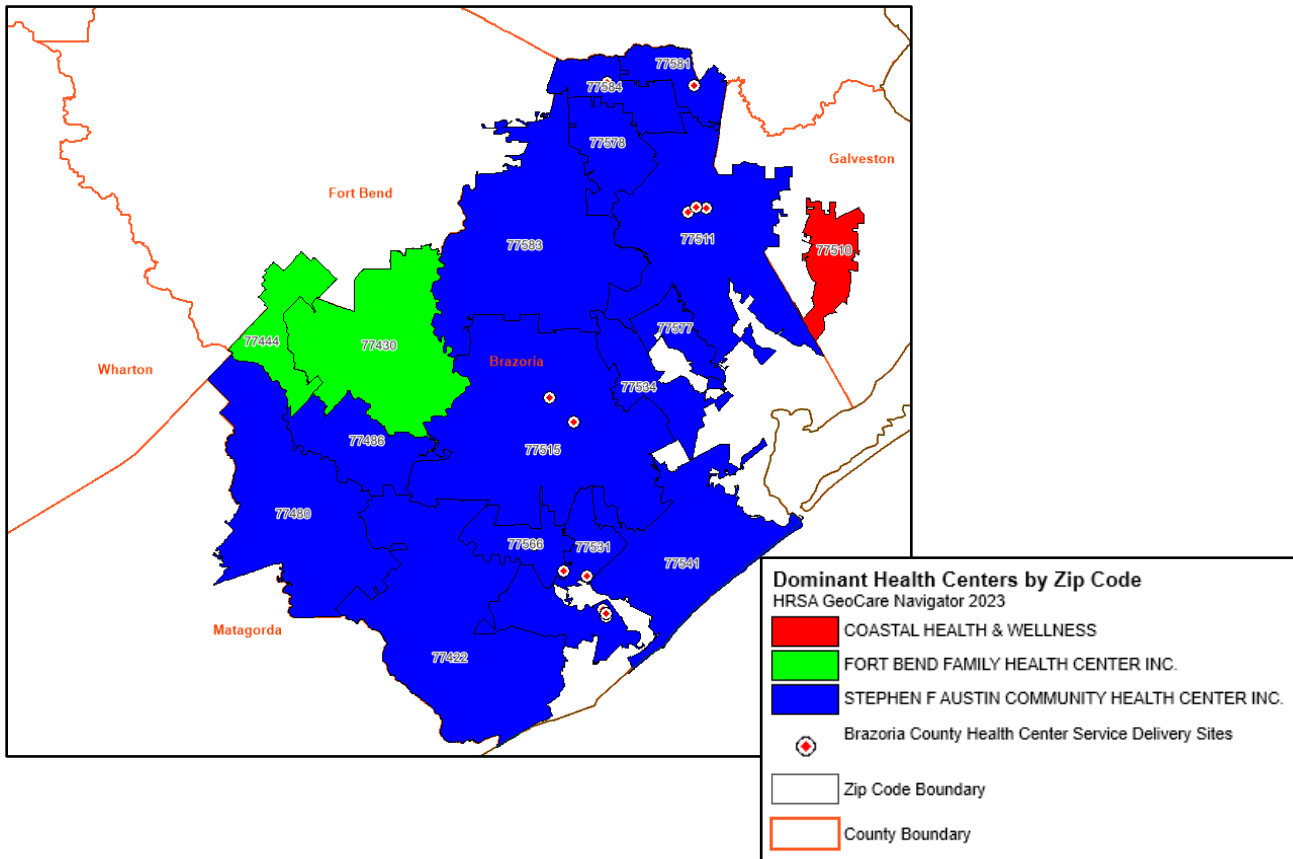 77581
77584
77578
Galveston
Fort Bend
77511
77583
77510
77577
77444
77430
Brazoria
Wharton
77534
77486
77515
77480
77566
77531
77541
Matagorda
77422
Dominant Health Centers by Zip Code
HRSA GeoCare Navigator 2023
COASTAL HEALTH & WELLNESS
FORT BEND FAMILY HEALTH CENTER INC.
STEPHEN F AUSTIN COMMUNITY HEALTH CENTER INC.
Brazoria County Health Center Service Delivery Sites
Zip Code Boundary
County Boundary